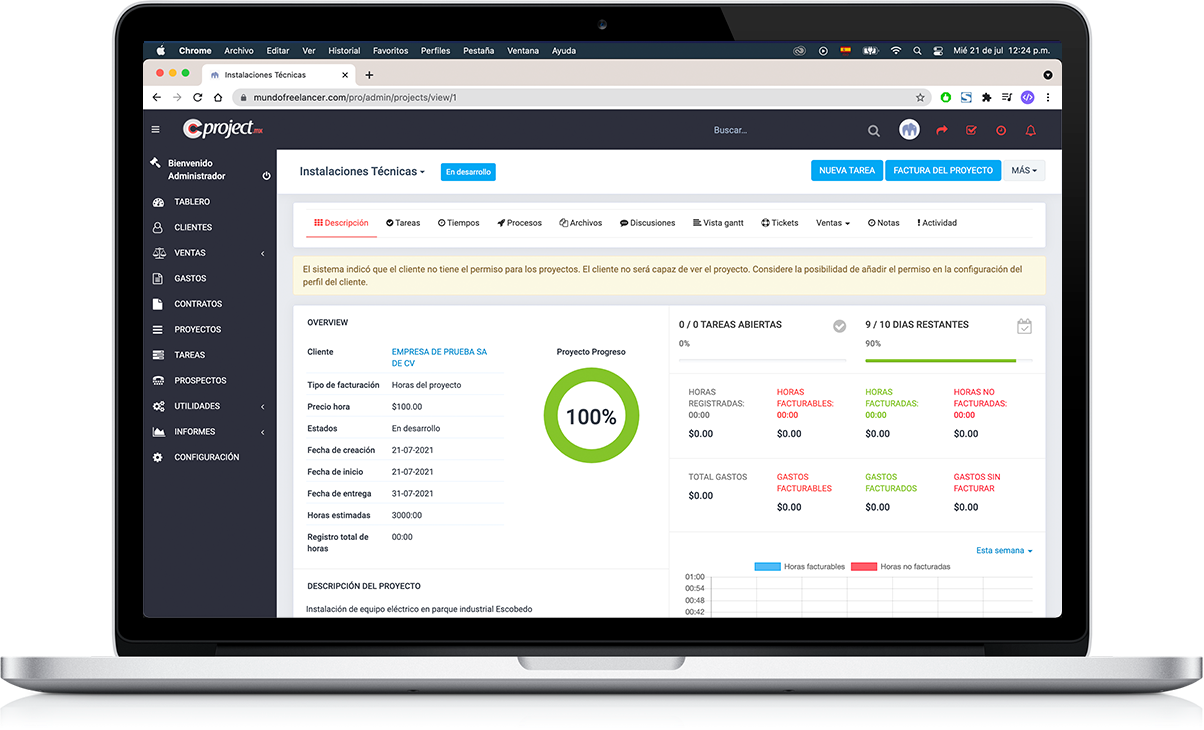 Chrome Archivo Editar Ver Historial Favoritos Perfiles Pestaña Ventana Ayuda Mié 21 de jul 12:24 p.m.
Instalaciones Técnicas
mundofreelancer.com/pro/admin/projects/view/1
Cproject.mx
Buscar...
Bienvenido
Administrador
TABLERO
CLIENTES
VENTAS
GASTOS
CONTRATOS
PROYECTOS
TAREAS
PROSPECTOS
UTILIDADES
INFORMES
CONFIGURACIÓN
Instalaciones Técnicas
En desarrollo
NUEVA TAREA
FACTURA DEL PROYECTO
MÁS
Descripción Tareas Tiempos Procesos Archivos Discusiones Vista gantt Tickets Ventas Notas Actividad
El sistema indicó que el cliente no tiene el permiso para los proyectos. El cliente no será capaz de ver el proyecto. Considere la posibilidad de añadir el permiso en la configuración del
perfil del cliente.
OVERVIEW
Cliente EMPRESA DE PRUEBA SA
DE CV
Tipo de facturación Horas del proyecto
Precio hora $100.00
Estados En desarrollo
Fecha de creación 21-07-2021
Fecha de inicio 21-07-2021
Fecha de entrega 31-07-2021
Horas estimadas 3000:00
Registro total de 00:00
horas
Proyecto Progreso
100%
DESCRIPCIÓN DEL PROYECTO
Instalación de equipo eléctrico en parque industrial Escobedo
0 / 0 TAREAS ABIERTAS
0%
9 / 10 DIAS RESTANTES
90%
HORAS
REGISTRADAS:
00:00
$0.00
HORAS
FACTURABLES:
00:00
$0.00
HORAS
FACTURADAS:
00:00
$0.00
HORAS NO
FACTURADAS:
00:00
$0.00
TOTAL GASTOS
$0.00
GASTOS
FACTURABLES
$0.00
GASTOS
FACTURADOS
$0.00
GASTOS SIN
FACTURAR
$0.00
Esta semana
Horas facturables Horas no facturadas
01:00
00:54
00:48
00:42